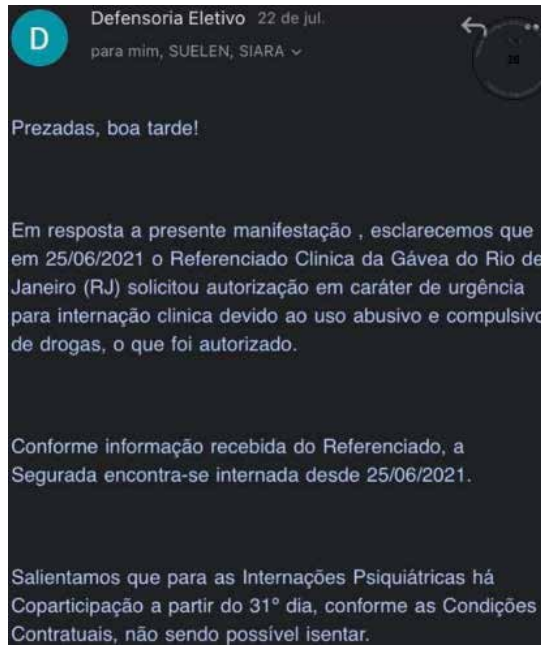 D
Defensoria Eletivo 22 de jul.
para mim, SUELEN, SIARA
Prezadas, boa tarde!
Em resposta a presente manifestação , esclarecemos que
em 25/06/2021 o Referenciado Clinica da Gávea do Rio de
Janeiro (RJ) solicitou autorização em caráter de urgência
para internação clinica devido ao uso abusivo e compulsivo
de drogas, o que foi autorizado.
Conforme informação recebida do Referenciado, a
Segurada encontra-se internada desde 25/06/2021.
Salientamos que para as Internações Psiquiátricas há
Coparticipação a partir do 31º dia, conforme as Condições
Contratuais, não sendo possível isentar.